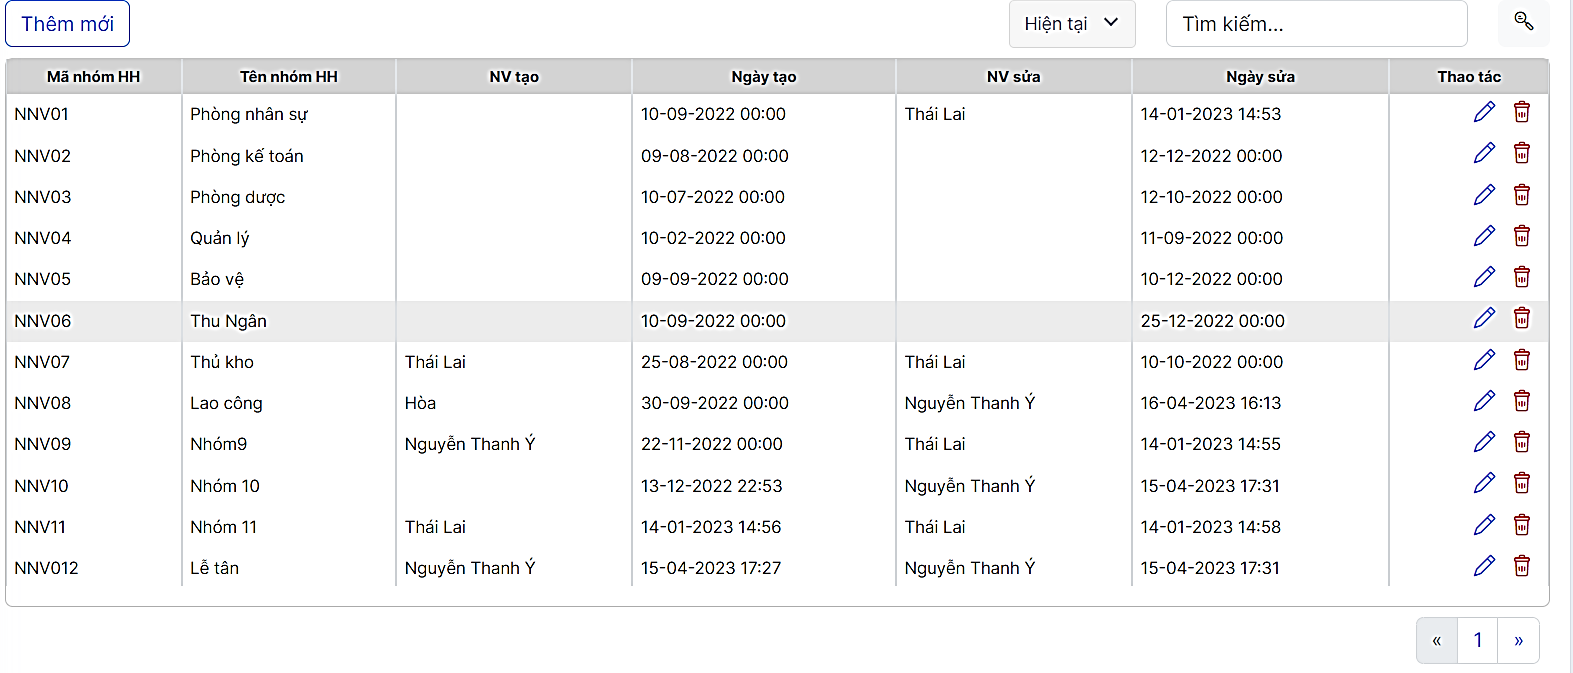 Thêm mới Hiện tại Tìm kiếm...
Mã nhóm HH Tên nhóm HH NV tạo Ngày tạo NV sửa Ngày sửa Thao tác
NNV01 Phòng nhân sự 10-09-2022 00:00 Thái Lai 14-01-2023 14:53
NNV02 Phòng kế toán 09-08-2022 00:00 12-12-2022 00:00
NNV03 Phòng dược 10-07-2022 00:00 12-10-2022 00:00
NNV04 Quản lý 10-02-2022 00:00 11-09-2022 00:00
NNV05 Bảo vệ 09-09-2022 00:00 10-12-2022 00:00
NNV06 Thu Ngân 10-09-2022 00:00 25-12-2022 00:00
NNV07 Thủ kho Thái Lai 25-08-2022 00:00 Thái Lai 10-10-2022 00:00
NNV08 Lao công Hòa 30-09-2022 00:00 Nguyễn Thanh Ý 16-04-2023 16:13
NNV09 Nhóm9 Nguyễn Thanh Ý 22-11-2022 00:00 Thái Lai 14-01-2023 14:55
NNV10 Nhóm 10 13-12-2022 22:53 Nguyễn Thanh Ý 15-04-2023 17:31
NNV11 Nhóm 11 Thái Lai 14-01-2023 14:56 Thái Lai 14-01-2023 14:58
NNV012 Lễ tân Nguyễn Thanh Ý 15-04-2023 17:27 Nguyễn Thanh Ý 15-04-2023 17:31
« 1 »